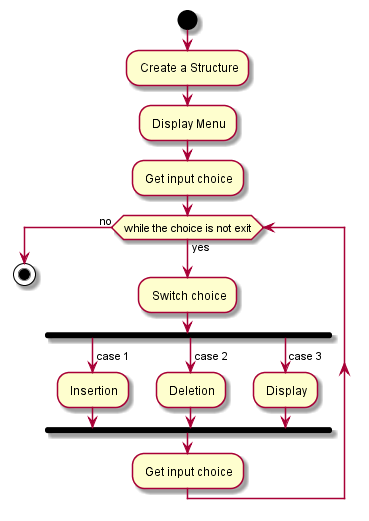 Create a Structure
Display Menu
Get input choice
no
while the choice is not exit
yes
Switch choice
case 1
case 2
case 3
Insertion
Deletion
Display
Get input choice